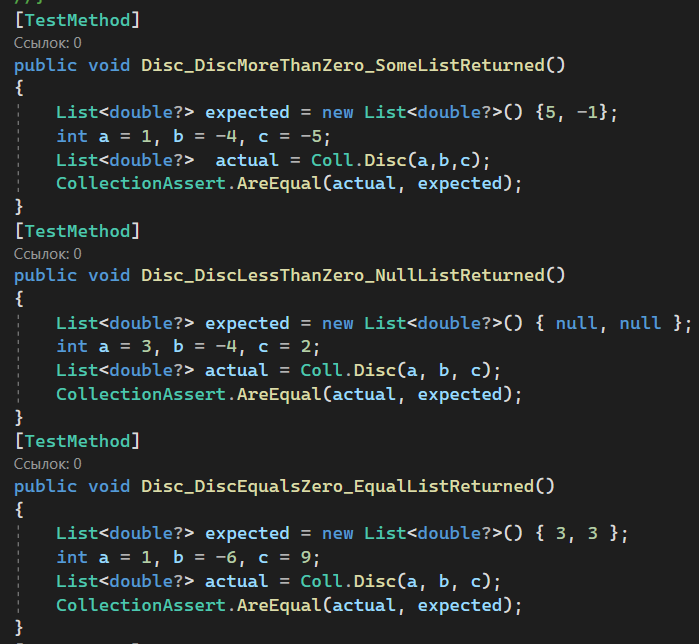 [TestMethod]
Ссылок: 0
public void Disc_DiscMoreThanZero_SomeListReturned()
{
List<double?> expected = new List<double?>() {5, -1};
int a = 1, b = -4, c = -5;
List<double?>  actual = Coll.Disc(a,b,c);
CollectionAssert.AreEqual(actual, expected);
}
[TestMethod]
Ссылок: 0
public void Disc_DiscLessThanZero_NullListReturned()
{
List<double?> expected = new List<double?>() { null, null };
int a = 3, b = -4, c = 2;
List<double?> actual = Coll.Disc(a, b, c);
CollectionAssert.AreEqual(actual, expected);
}
[TestMethod]
Ссылок: 0
public void Disc_DiscEqualsZero_EqualListReturned()
{
List<double?> expected = new List<double?>() { 3, 3 };
int a = 1, b = -6, c = 9;
List<double?> actual = Coll.Disc(a, b, c);
CollectionAssert.AreEqual(actual, expected);
}